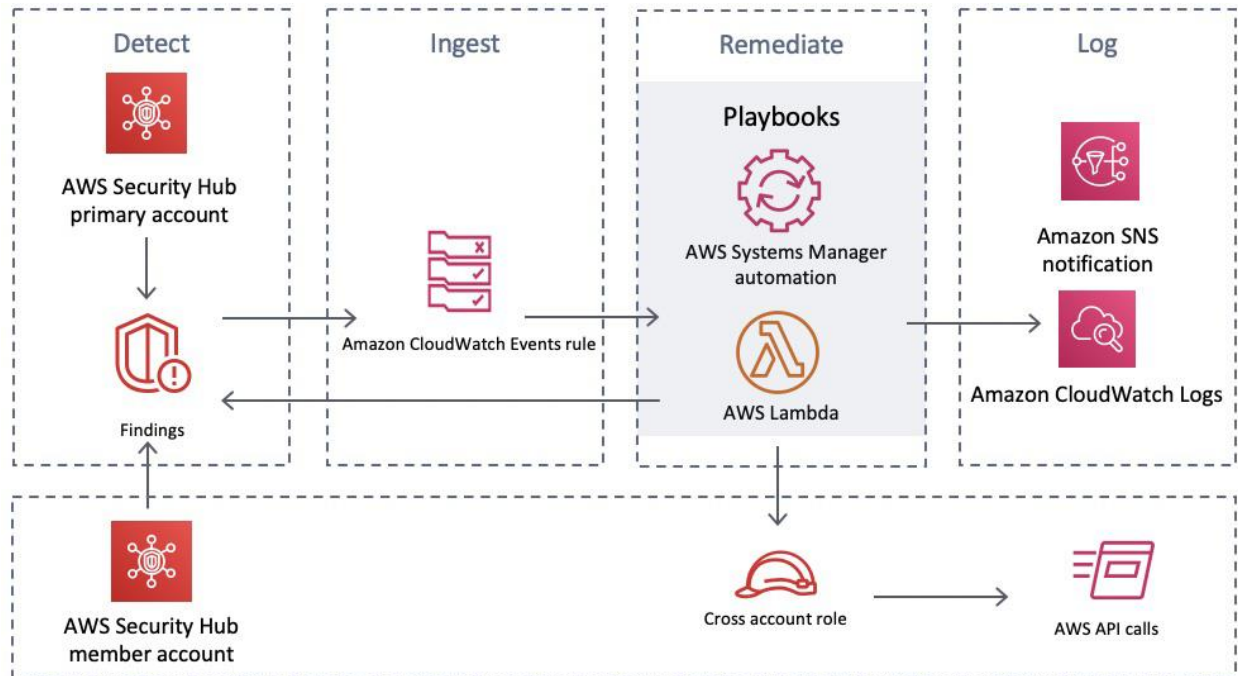 Detect
AWS Security Hub
primary account
Findings
Ingest
Amazon CloudWatch Events rule
Remediate
Playbooks
AWS Systems Manager
automation
AWS Lambda
Log
Amazon SNS
notification
Amazon CloudWatch Logs
AWS Security Hub
member account
Cross account role
AWS API calls